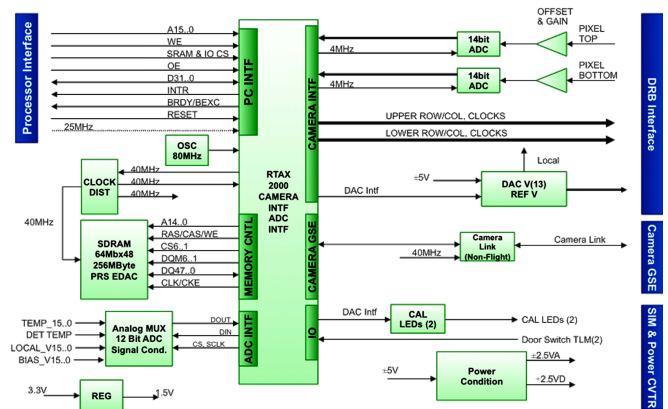 Processor Interface
A15..0
WE
SRAM & IO CS
OE
D31..0
INTR
BRDY/BEXC
RESET
25MHz
PC INTF
OSC
80MHz
40MHz
40MHz
40MHz
CLOCK
DIST
40MHz
RTAX
2000
CAMERA
INTF
ADC
INTF
SDRAM
64Mbx48
256MByte
PRS EDAC
A14..0
RAS/CAS/WE
CS6..1
DQM6..1
DQ47..0
CLK/CKE
MEMORY CNTL
TEMP_15..0
DET TEMP
LOCAL_V15..0
BIAS_V15..0
Analog MUX
12 Bit ADC
Signal Cond.
DOUT
DIN
CS, SCLK
ADC INTF
3.3V
REG
1.5V
CAMERA INTF
4MHz
4MHz
14bit
ADC
14bit
ADC
OFFSET
& GAIN
PIXEL
TOP
PIXEL
BOTTOM
UPPER ROW/COL, CLOCKS
LOWER ROW/COL, CLOCKS
Local
±5V
DAC Intf
DAC V(13)
REF V
DRB Interface
CAMERA GSE
40MHz
Camera
Link
(Non-Flight)
Camera Link
Camera GSE
IO
DAC Intf
CAL
LEDs (2)
CAL LEDs (2)
Door Switch TLM(2)
±5V
Power
Condition
±2.5VA
±2.5VD
SIM & Power CVTR